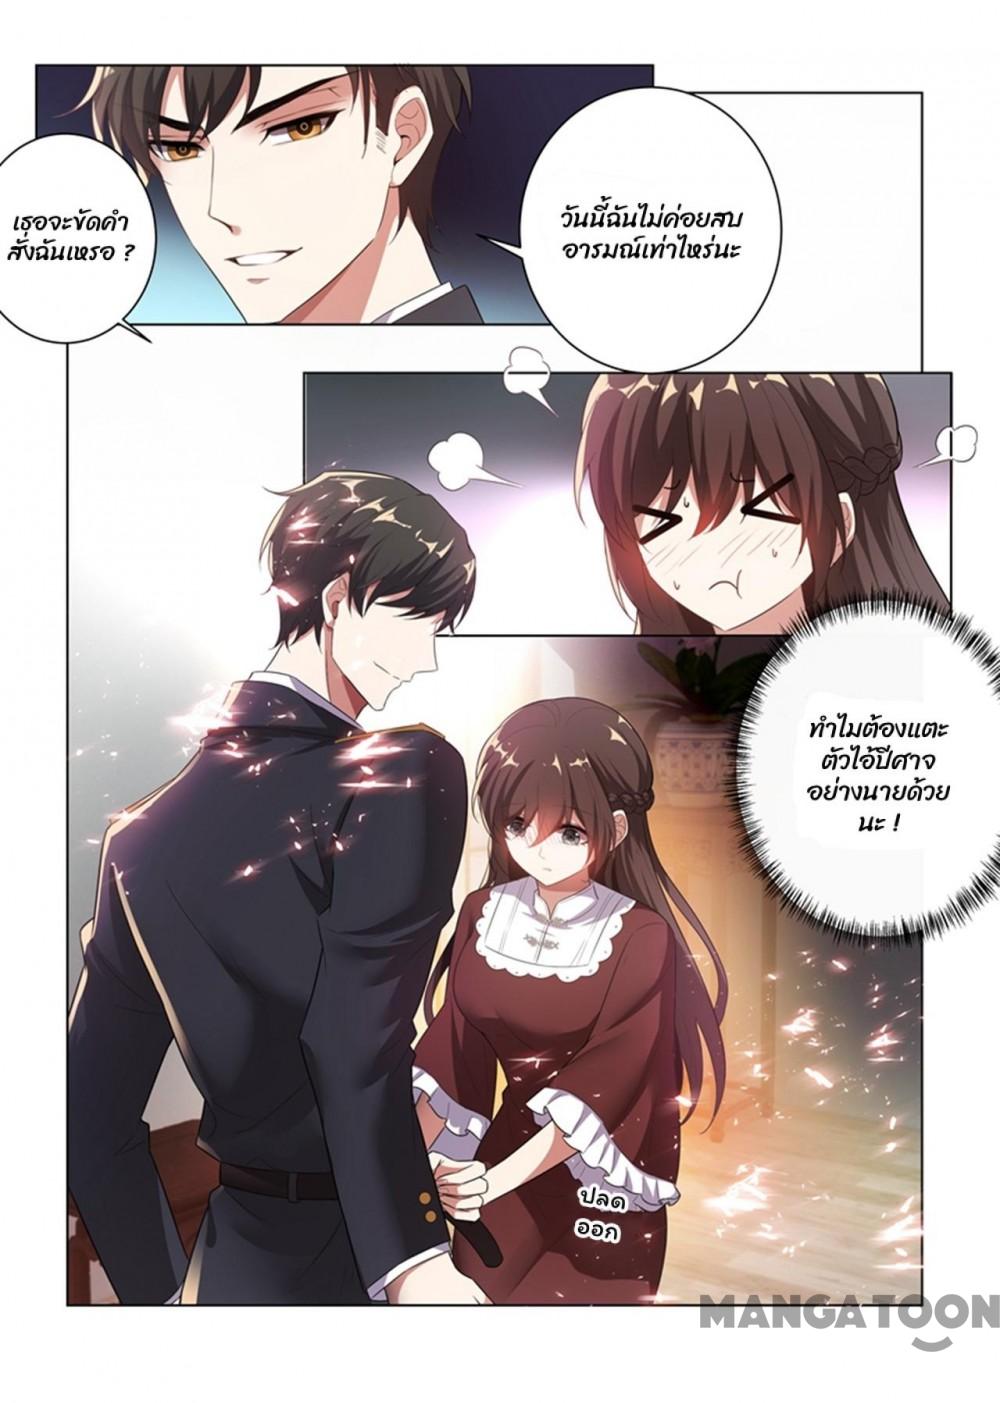 เธอจะขัดคำ
สั่งฉันเหรอ ?
วันนี้ฉันไม่ค่อยสบ
อารมณ์เท่าไหร่นะ
ทำไมต้องแตะ
ตัวไอ้ปีศาจ
อย่างนายด้วย
นะ !
ปลด
ออก
MANGATOON